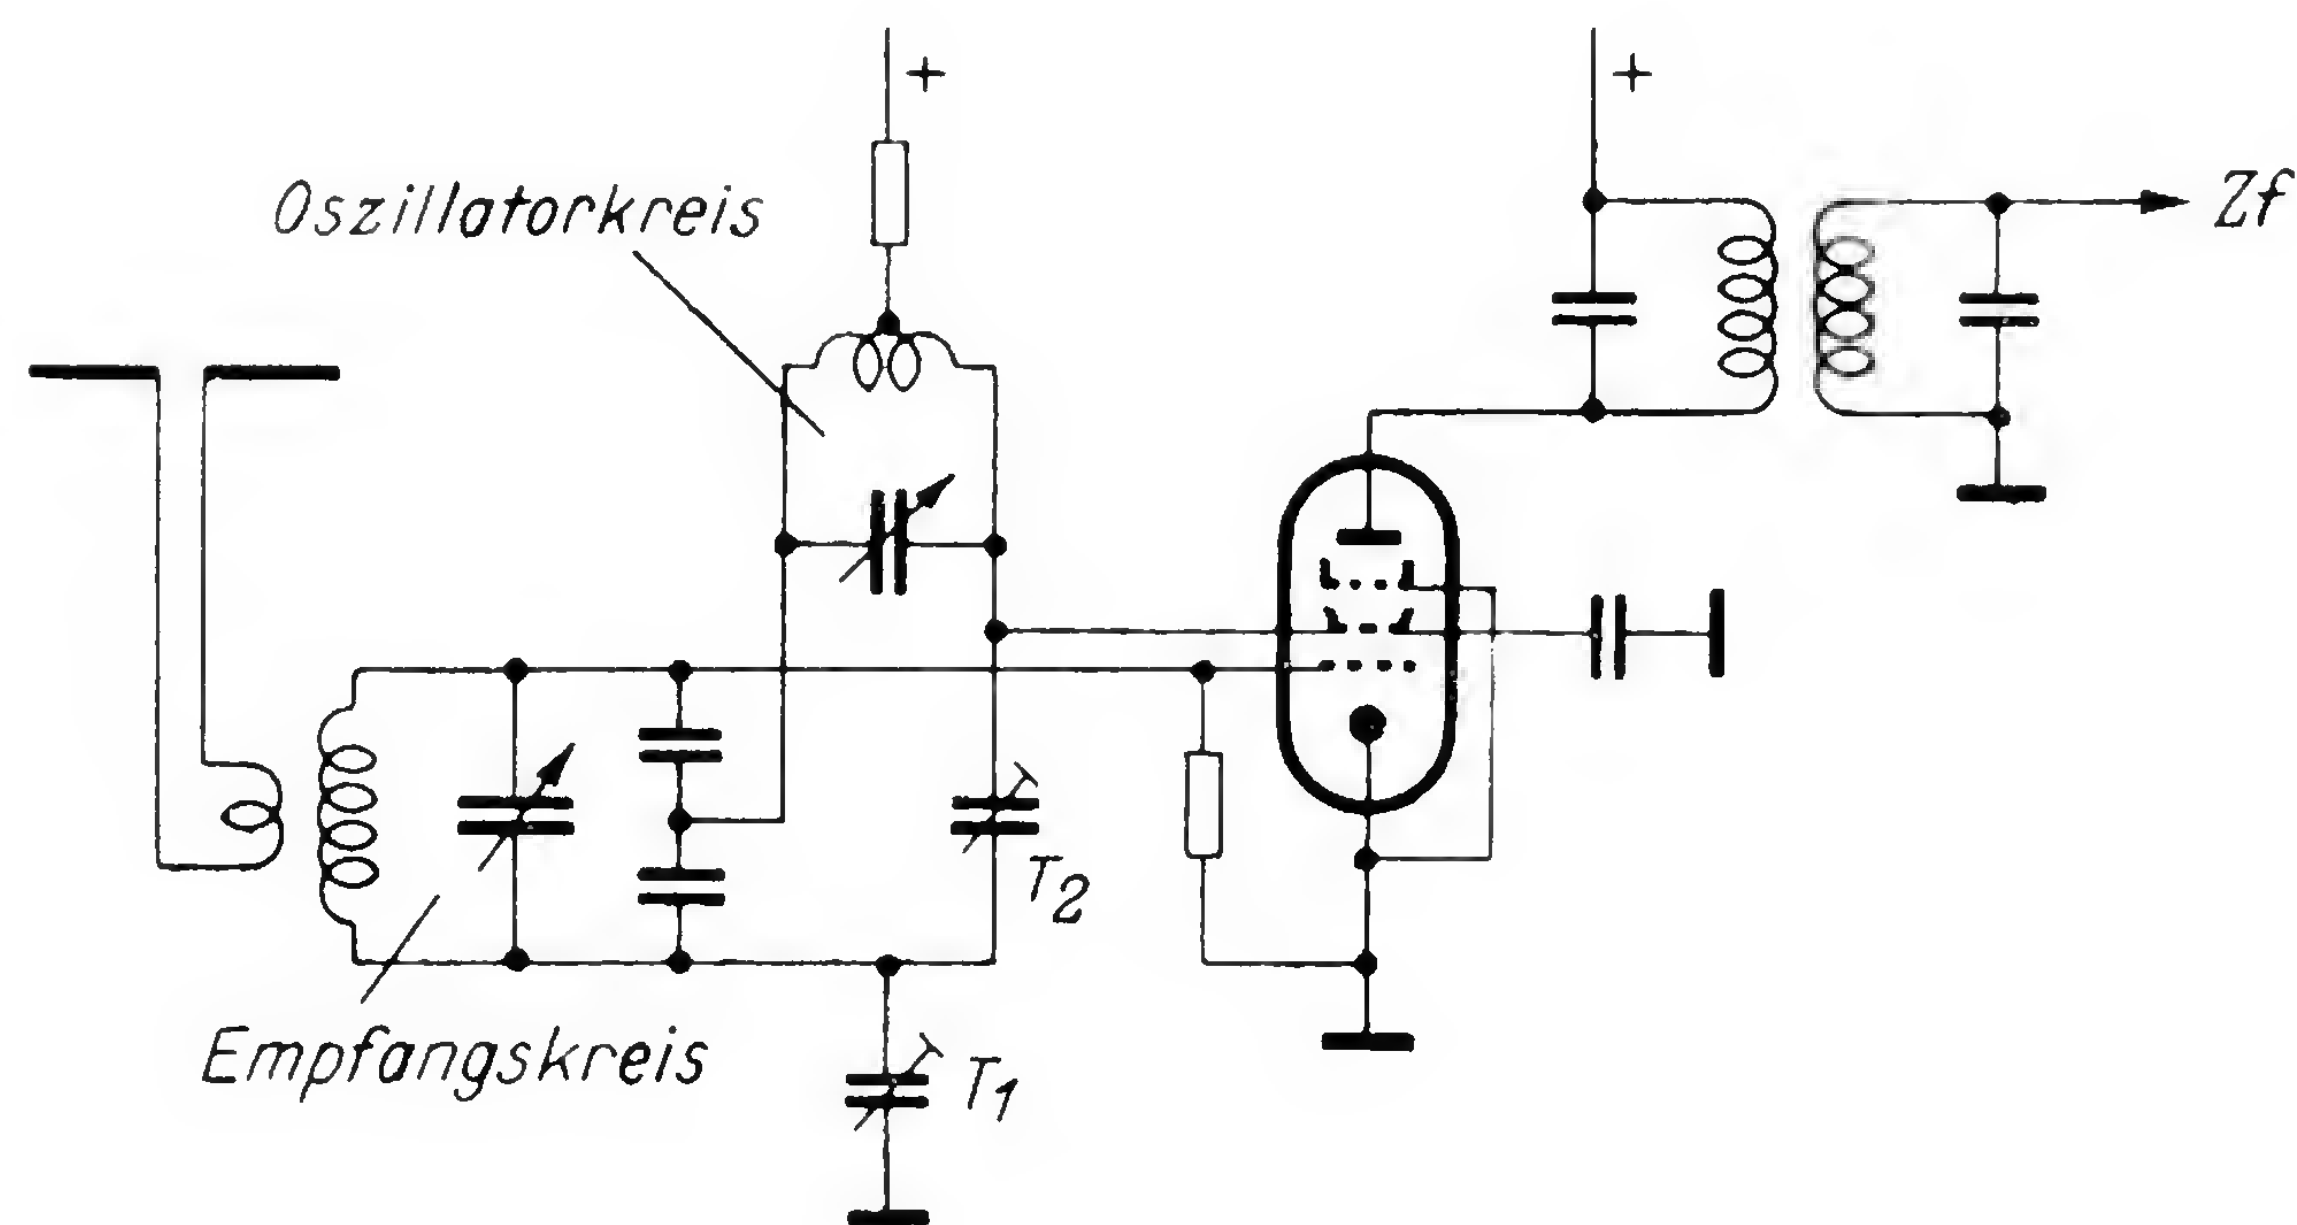 +
+
Oszillatorkreis
Zf
T2
Empfangskreis
T1